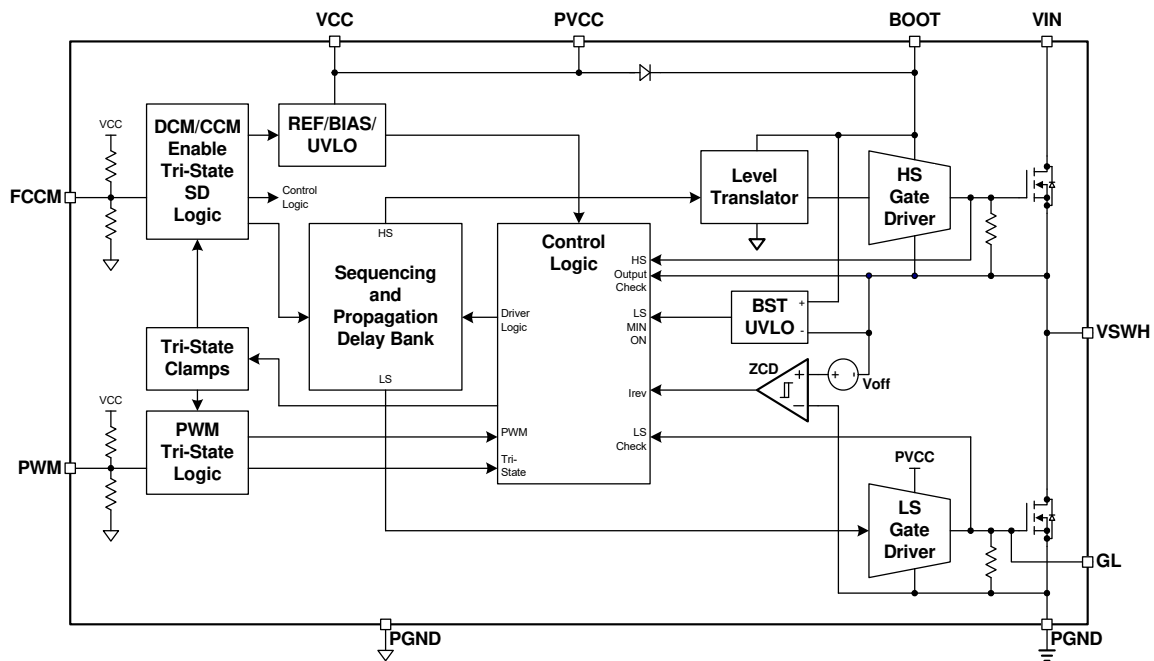 VCC
PVCC
BOOT
VIN
VCC
DCM/CCM
Enable
Tri-State
SD
Logic
REF/BIAS/
UVLO
FCCM
Control
Logic
Level
Translator
HS
Gate
Driver
HS
Sequencing
and
Propagation
Delay Bank
LS
Control
Logic
HS
Output
Check
Driver
Logic
LS
MIN
ON
BST
UVLO
+
-
VSWH
Tri-State
Clamps
ZCD
+
–
+
-
Voff
Irev
VCC
PWM
Tri-State
Logic
PWM
PWM
Tri-
State
LS
Check
PVCC
LS
Gate
Driver
GL
PGND
PGND